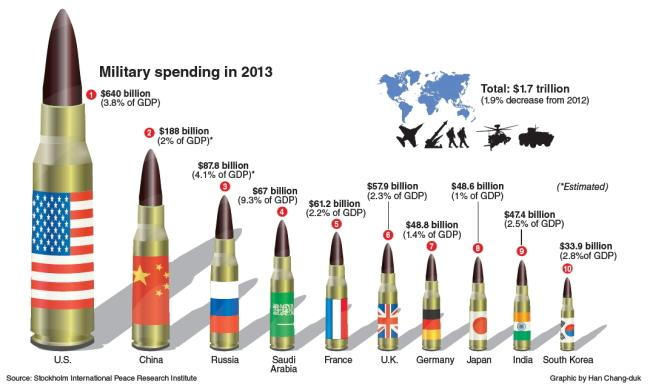 Military spending in 2013
Total: $1.7 trillion
(1.9% decrease from 2012)
1 $640 billion
(3.8% of GDP)
2 $188 billion
(2% of GDP)*
$87.8 billion
(4.1% of GDP)*
3
$67 billion
(9.3% of GDP)
4
$61.2 billion
(2.2% of GDP)
5
$57.9 billion
(2.3% of GDP)
6
$48.8 billion
(1.4% of GDP)
7
$48.6 billion
(1% of GDP)
8
$47.4 billion
(2.5% of GDP)
9
(*Estimated)
$33.9 billion
(2.8%of GDP)
10
U.S.
China
Russia
Saudi
Arabia
France
U.K.
Germany
Japan
India
South Korea
Source: Stockholm International Peace Research Institute
Graphic by Han Chang-duk